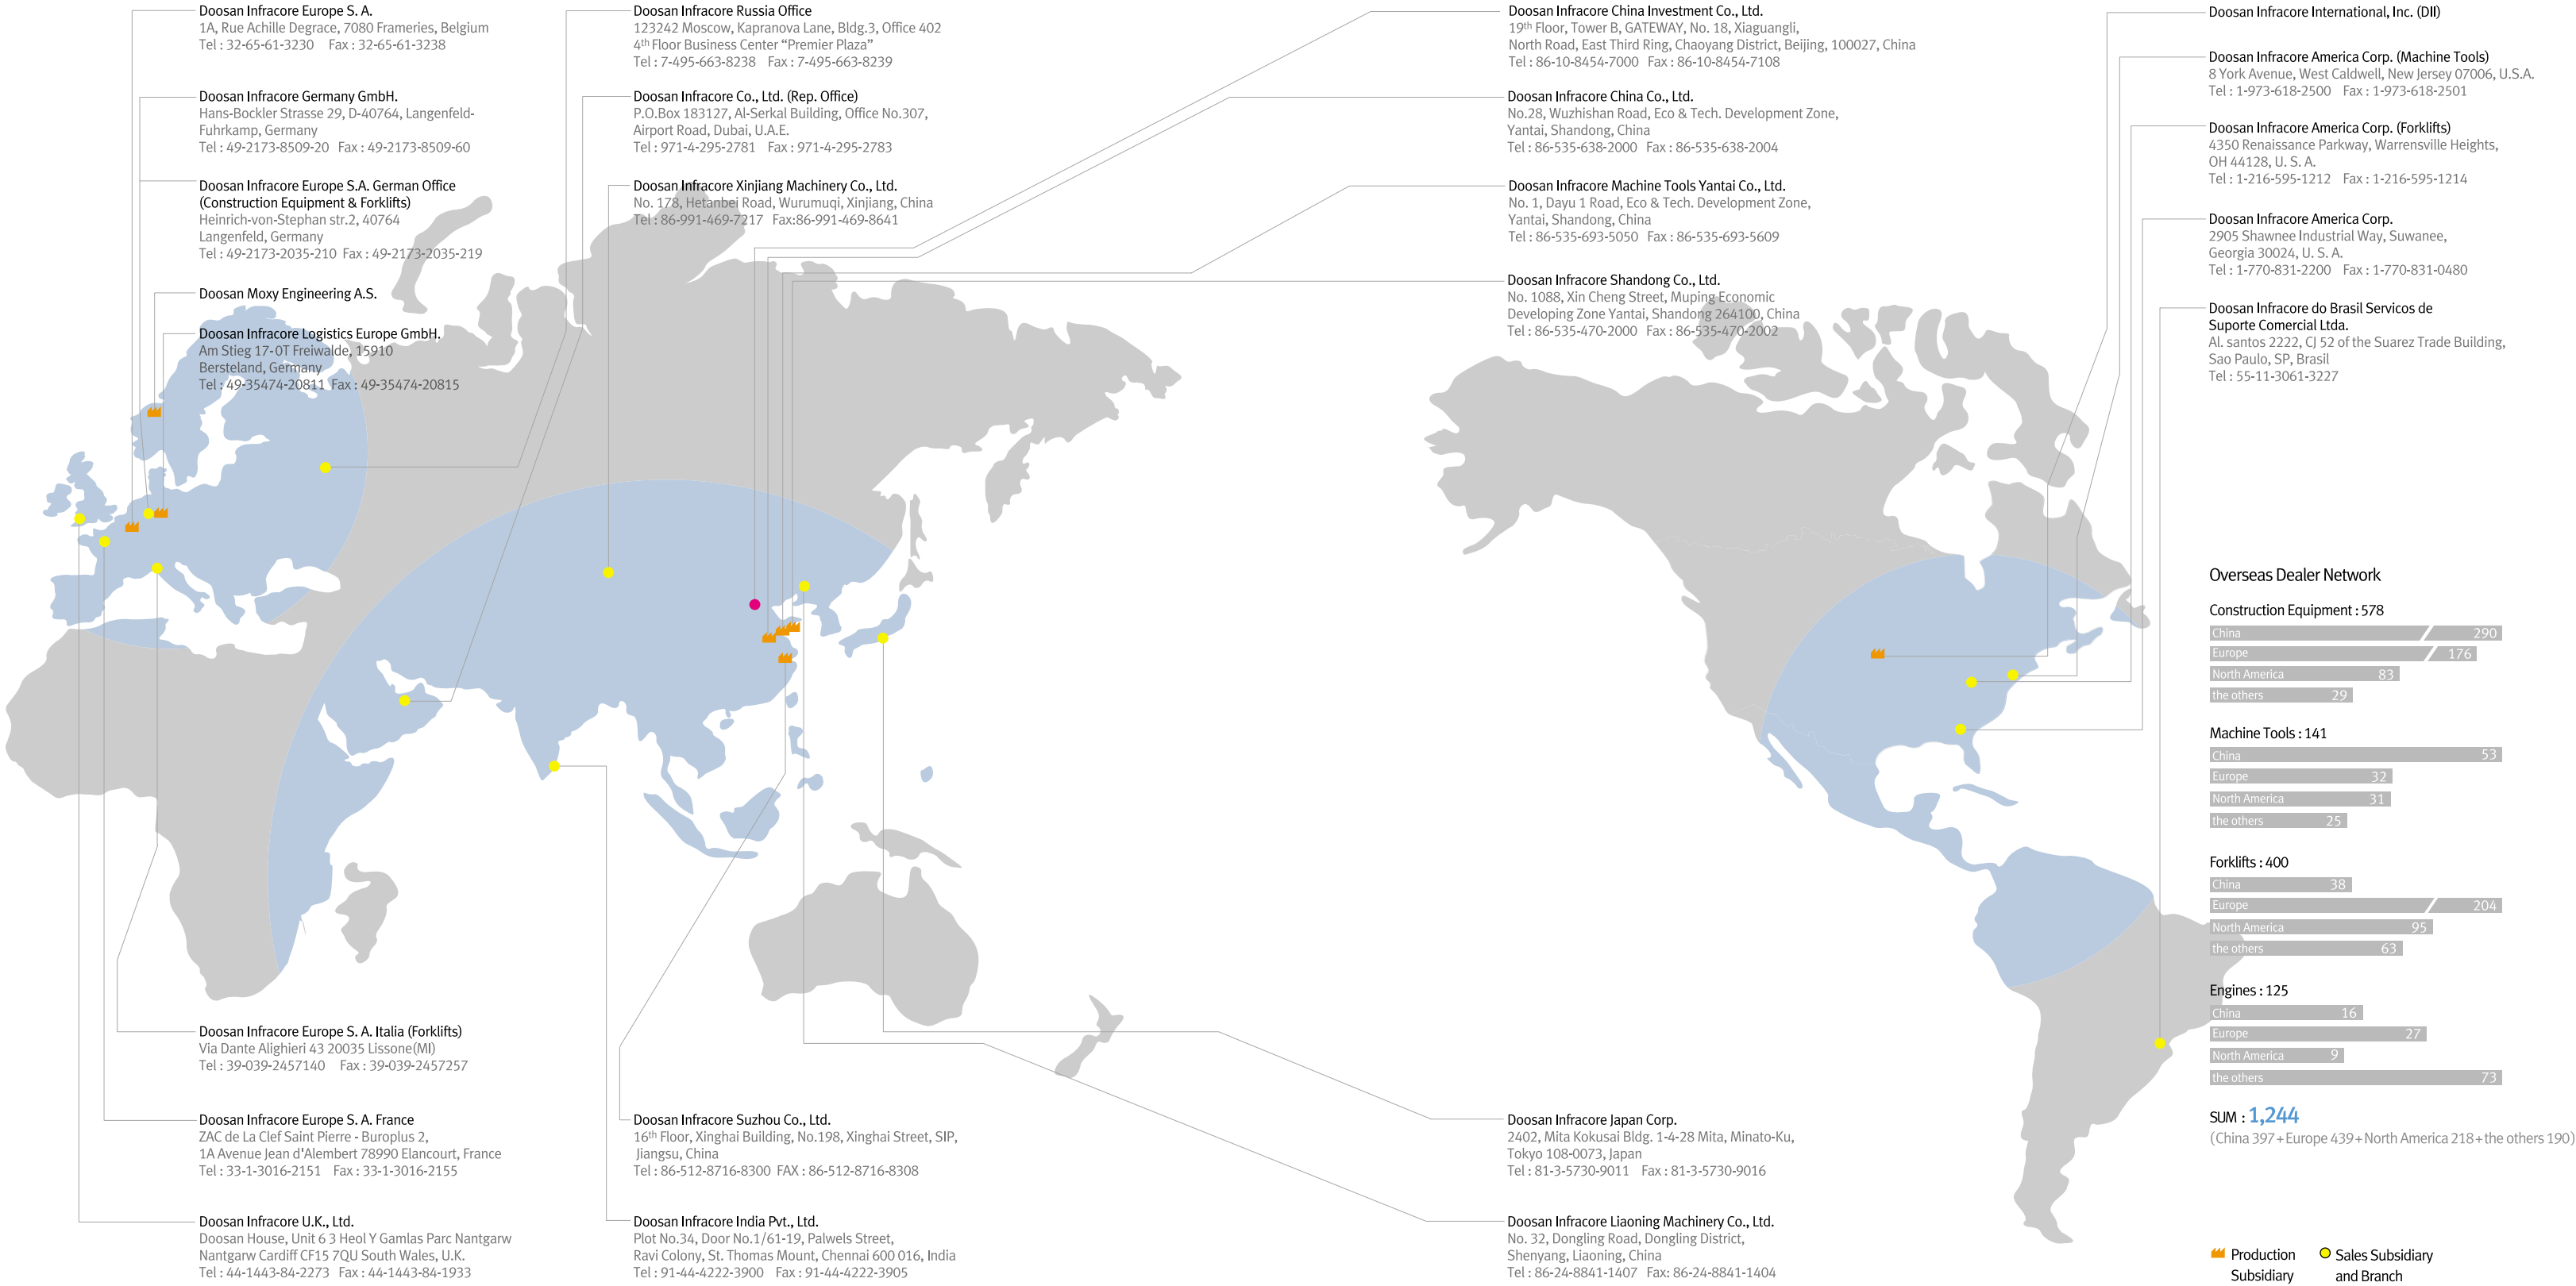 Doosan Infracore Europe S. A.
1A, Rue Achille Degrace, 7080 Frameries, Belgium
Tel : 32-65-61-3230 Fax : 32-65-61-3238
Doosan Infracore Germany GmbH.
Hans-Bockler Strasse 29, D-40764, Langenfeld-
Fuhrkamp, Germany
Tel : 49-2173-8509-20 Fax : 49-2173-8509-60
Doosan Infracore Europe S.A. German Office
(Construction Equipment & Forklifts)
Heinrich-von-Stephan str.2, 40764
Langenfeld, Germany
Tel : 49-2173-2035-210 Fax : 49-2173-2035-219
Doosan Moxy Engineering A.S.
Doosan Infracore Logistics Europe GmbH.
Am Stieg 17-0T Freiwalde, 15910
Bersteland, Germany
Tel : 49-35474-20811 Fax : 49-35474-20815
Doosan Infracore Europe S. A. Italia (Forklifts)
Via Dante Alighieri 43 20035 Lissone(MI)
Tel : 39-039-2457140 Fax : 39-039-2457257
Doosan Infracore Europe S. A. France
ZAC de La Clef Saint Pierre - Buroplus 2,
1A Avenue Jean d'Alembert 78990 Elancourt, France
Tel : 33-1-3016-2151 Fax : 33-1-3016-2155
Doosan Infracore U.K., Ltd.
Doosan House, Unit 6 3 Heol Y Gamlas Parc Nantgarw
Nantgarw Cardiff CF15 7QU South Wales, U.K.
Tel : 44-1443-84-2273 Fax : 44-1443-84-1933
Doosan Infracore Russia Office
123242 Moscow, Kapranova Lane, Bldg.3, Office 402
4th Floor Business Center “Premier Plaza”
Tel : 7-495-663-8238 Fax : 7-495-663-8239
Doosan Infracore Co., Ltd. (Rep. Office)
P.O.Box 183127, Al-Serkal Building, Office No.307,
Airport Road, Dubai, U.A.E.
Tel : 971-4-295-2781 Fax : 971-4-295-2783
Doosan Infracore Xinjiang Machinery Co., Ltd.
No. 178, Hetanbei Road, Wurumuqi, Xinjiang, China
Tel : 86-991-469-7217 Fax:86-991-469-8641
Doosan Infracore Suzhou Co., Ltd.
16th Floor, Xinghai Building, No.198, Xinghai Street, SIP,
Jiangsu, China
Tel : 86-512-8716-8300 FAX : 86-512-8716-8308
Doosan Infracore India Pvt., Ltd.
Plot No.34, Door No.1/61-19, Palwels Street,
Ravi Colony, St. Thomas Mount, Chennai 600 016, India
Tel : 91-44-4222-3900 Fax : 91-44-4222-3905
Doosan Infracore China Investment Co., Ltd.
19th Floor, Tower B, GATEWAY, No. 18, Xiaguangli,
North Road, East Third Ring, Chaoyang District, Beijing, 100027, China
Tel : 86-10-8454-7000 Fax : 86-10-8454-7108
Doosan Infracore China Co., Ltd.
No.28, Wuzhishan Road, Eco & Tech. Development Zone,
Yantai, Shandong, China
Tel : 86-535-638-2000 Fax : 86-535-638-2004
Doosan Infracore Machine Tools Yantai Co., Ltd.
No. 1, Dayu 1 Road, Eco & Tech. Development Zone,
Yantai, Shandong, China
Tel : 86-535-693-5050 Fax : 86-535-693-5609
Doosan Infracore Shandong Co., Ltd.
No. 1088, Xin Cheng Street, Muping Economic
Developing Zone Yantai, Shandong 264100, China
Tel : 86-535-470-2000 Fax : 86-535-470-2002
Doosan Infracore Japan Corp.
2402, Mita Kokusai Bldg. 1-4-28 Mita, Minato-Ku,
Tokyo 108-0073, Japan
Tel : 81-3-5730-9011 Fax : 81-3-5730-9016
Doosan Infracore Liaoning Machinery Co., Ltd.
No. 32, Dongling Road, Dongling District,
Shenyang, Liaoning, China
Tel : 86-24-8841-1407 Fax: 86-24-8841-1404
Doosan Infracore International, Inc. (DII)
Doosan Infracore America Corp. (Machine Tools)
8 York Avenue, West Caldwell, New Jersey 07006, U.S.A.
Tel : 1-973-618-2500 Fax : 1-973-618-2501
Doosan Infracore America Corp. (Forklifts)
4350 Renaissance Parkway, Warrensville Heights,
OH 44128, U. S. A.
Tel : 1-216-595-1212 Fax : 1-216-595-1214
Doosan Infracore America Corp.
2905 Shawnee Industrial Way, Suwanee,
Georgia 30024, U. S. A.
Tel : 1-770-831-2200 Fax : 1-770-831-0480
Doosan Infracore do Brasil Servicos de
Suporte Comercial Ltda.
Al. santos 2222, CJ 52 of the Suarez Trade Building,
Sao Paulo, SP, Brasil
Tel : 55-11-3061-3227
Overseas Dealer Network
Construction Equipment : 578
China 290
Europe 176
North America 83
the others 29
Machine Tools : 141
China 53
Europe 32
North America 31
the others 25
Forklifts : 400
China 38
Europe 204
North America 95
the others 63
Engines : 125
China 16
Europe 27
North America 9
the others 73
SUM : 1,244
(China 397+Europe 439+North America 218+the others 190)
Production
Subsidiary
Sales Subsidiary
and Branch